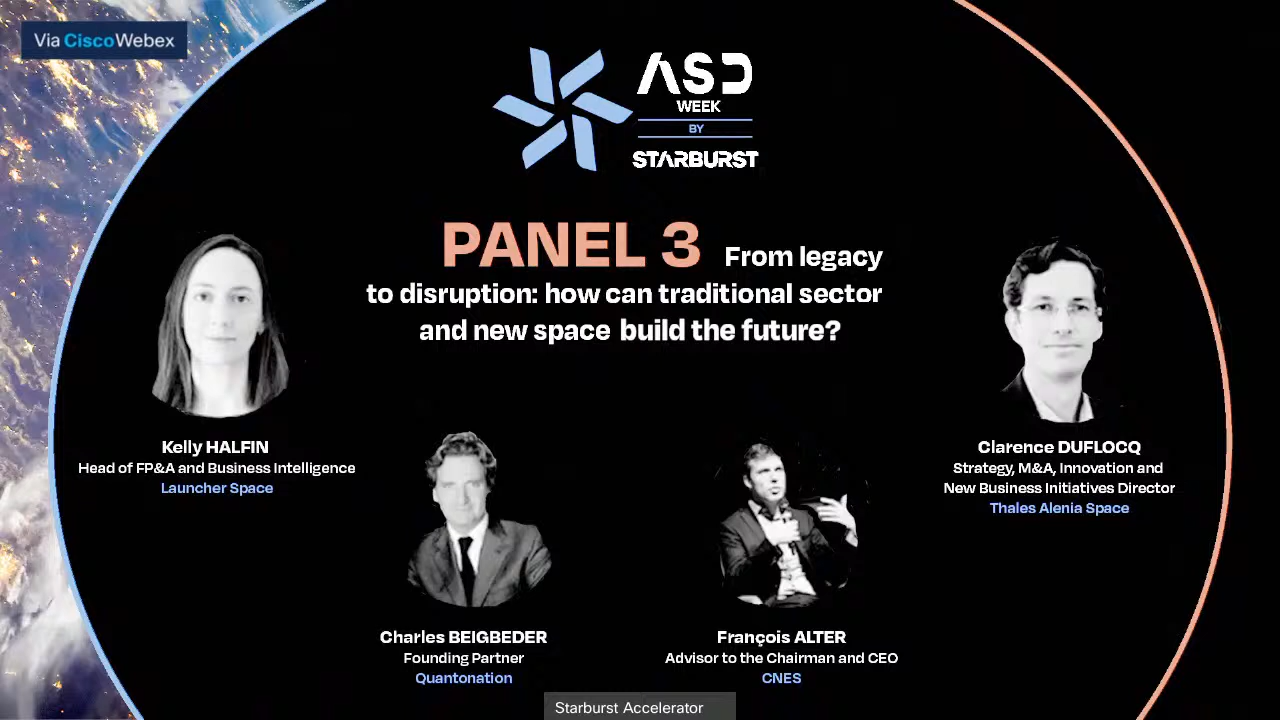 Via Cisco Webex
ASD
WEEK
BY
STARBURST
PANEL 3 From legacy
to disruption: how can traditional sector
and new space build the future?
Kelly HALFIN
Head of FP&A and Business Intelligence
Launcher Space
Clarence DUFLOCQ
Strategy, M&A, Innovation and
New Business Initiatives Director
Thales Alenia Space
Charles BEIGBEDER
Founding Partner
Quantonation
François ALTER
Advisor to the Chairman and CEO
CNES
Starburst Accelerator